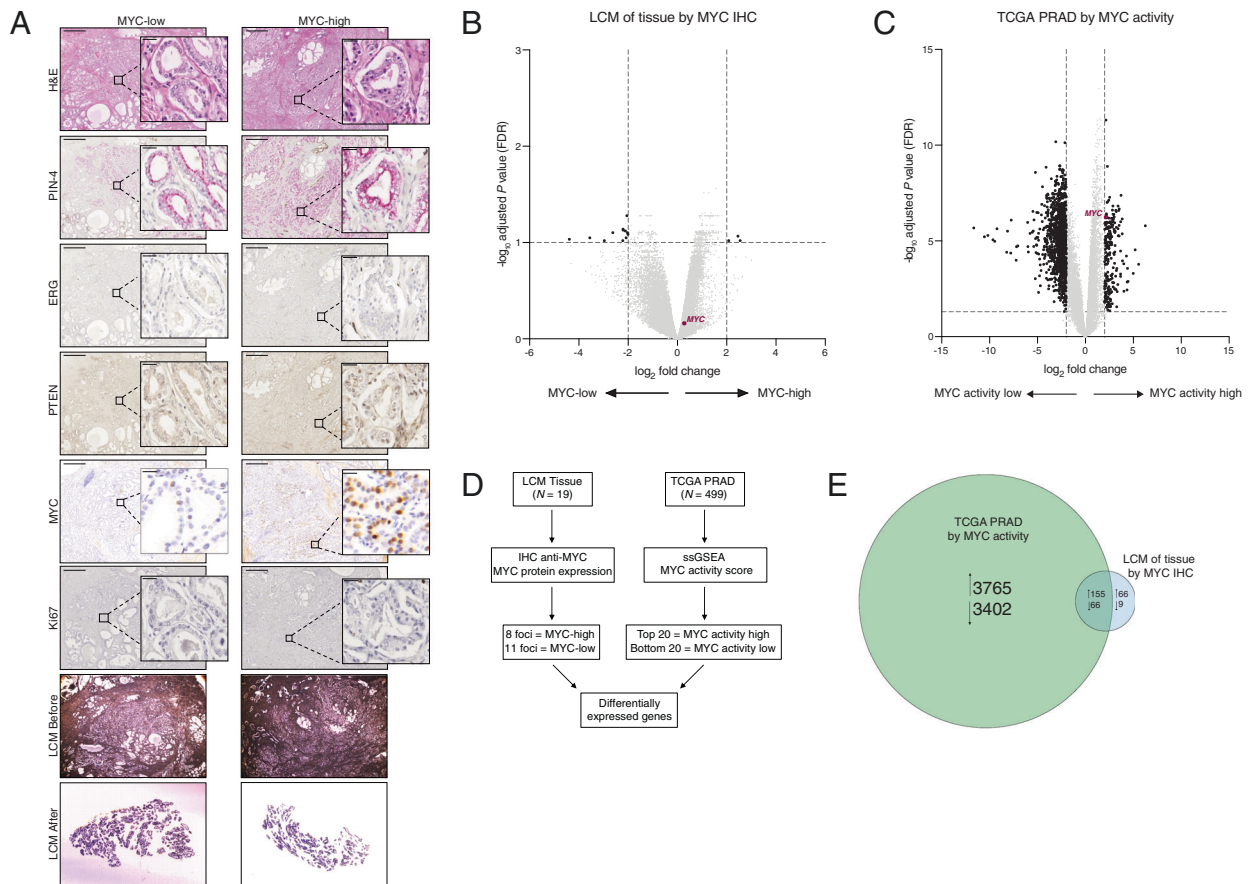 A
MYC-low
MYC-high
H&E
PIN-4
ERG
PTEN
MYC
Ki67
LCM Before
LCM After
B
LCM of tissue by MYC IHC
-log10 adjusted P value (FDR)
3
2
1
0
MYC
-6
-4
-2
0
2
4
6
log2 fold change
MYC-low
MYC-high
C
TCGA PRAD by MYC activity
-log10 adjusted P value (FDR)
15
10
5
0
MYC
-15
-10
-5
0
5
10
15
log2 fold change
MYC activity low
MYC activity high
D
LCM Tissue
(N = 19)
IHC anti-MYC
MYC protein expression
8 foci = MYC-high
11 foci = MYC-low
TCGA PRAD
(N = 499)
ssGSEA
MYC activity score
Top 20 = MYC activity high
Bottom 20 = MYC activity low
Differentially
expressed genes
E
TCGA PRAD
by MYC activity
↑3765
↓3402
LCM of tissue
by MYC IHC
↑155
↓66
↑66
↓9